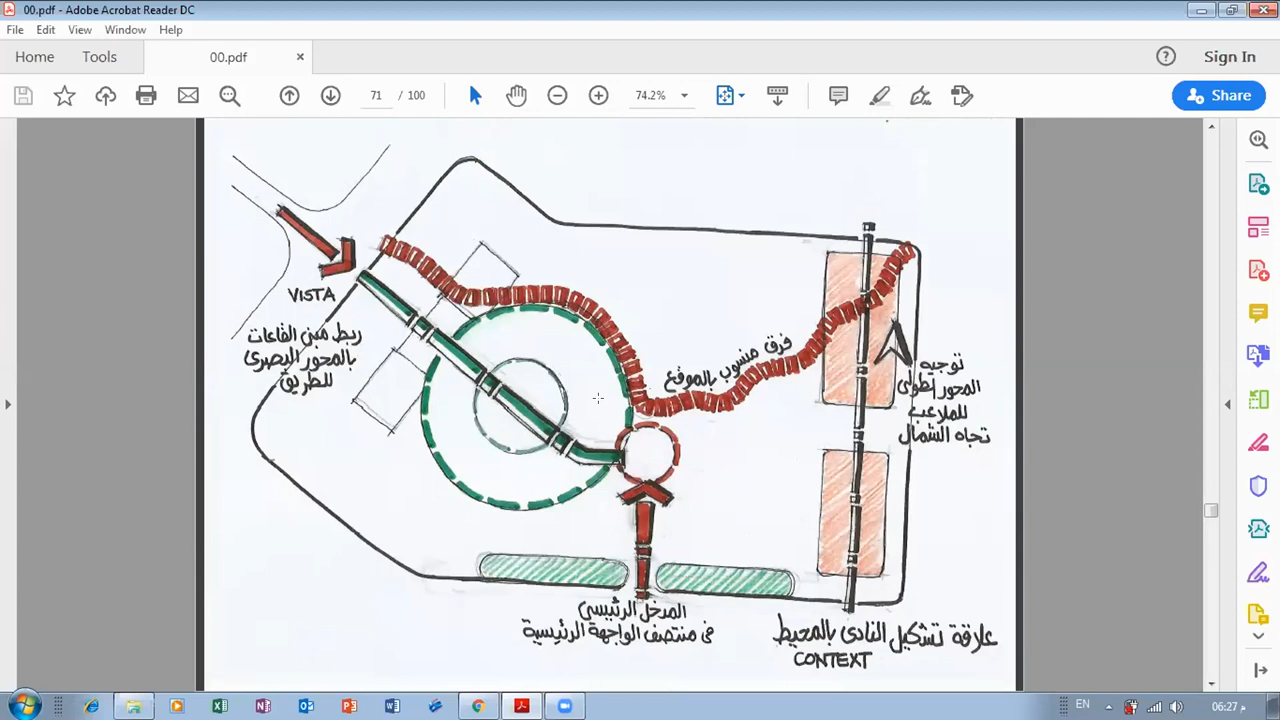 00.pdf - Adobe Acrobat Reader DC
File Edit View Window Help
Home Tools 00.pdf Sign In
71 / 100 74.2% Share
VISTA
ربط مبنى القاعات
بالمحور البصرى
للطريق
فرق منسوب بالموقع
توجيه
المحور الطولى
للملاعب
تجاه الشمال
المدخل الرئيسى
فى منتصف الواجهة الرئيسية
علاقة تشكيل النادى بالمحيط
CONTEXT
EN 06:27 م